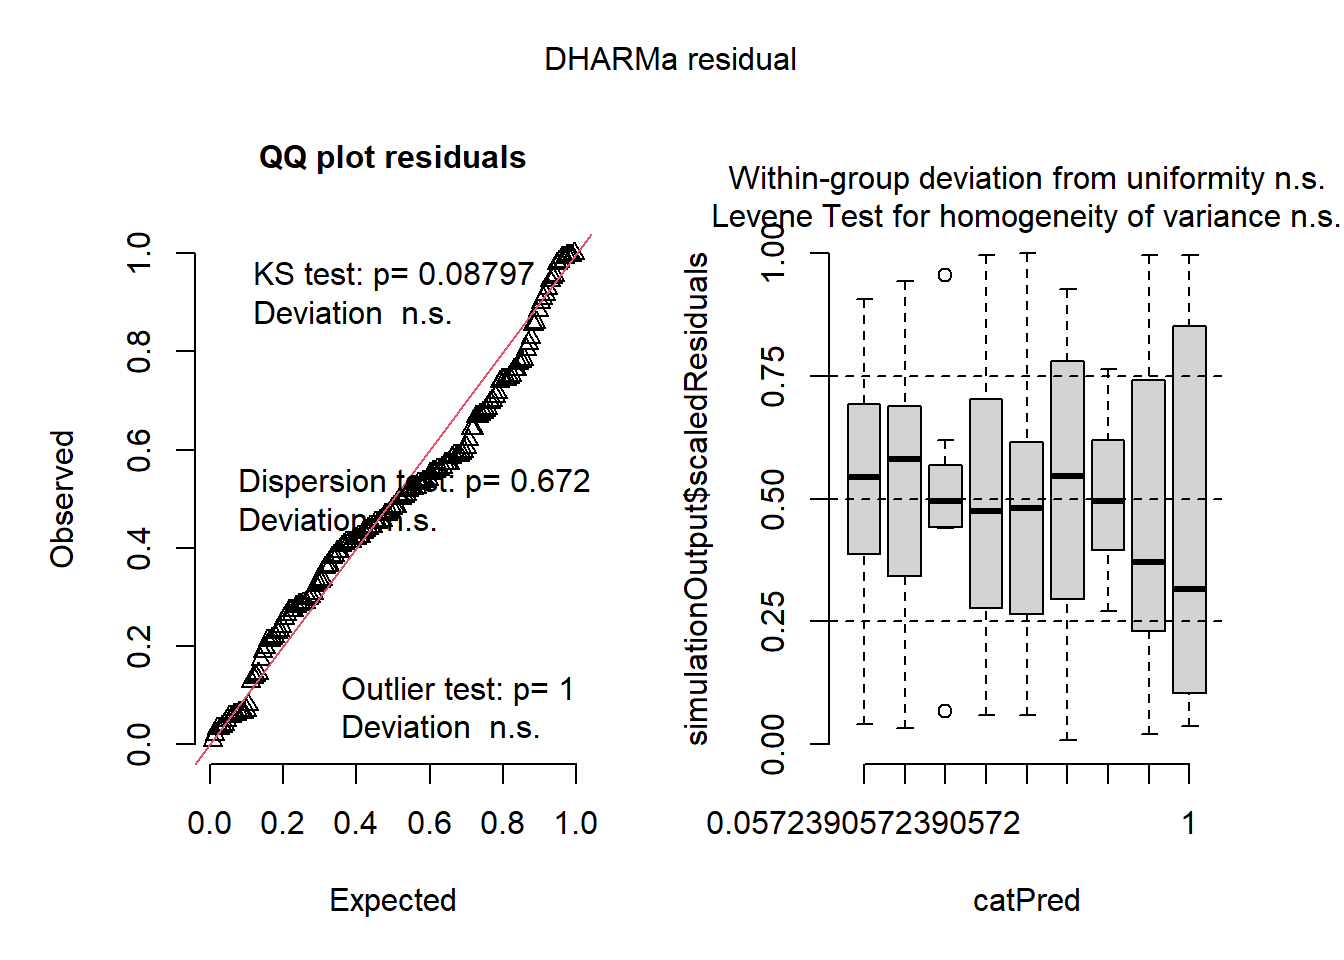 DHARMa residual
QQ plot residuals
KS test: p= 0.08797
Deviation  n.s.
Dispersion test: p= 0.672
Deviation  n.s.
Outlier test: p= 1
Deviation  n.s.
Observed
0.0 0.2 0.4 0.6 0.8 1.0
0.0 0.2 0.4 0.6 0.8 1.0
Expected
Within-group deviation from uniformity n.s.
Levene Test for homogeneity of variance n.s.
simulationOutput$scaledResiduals
0.00 0.25 0.50 0.75 1.00
0.0572390572390572 1
catPred